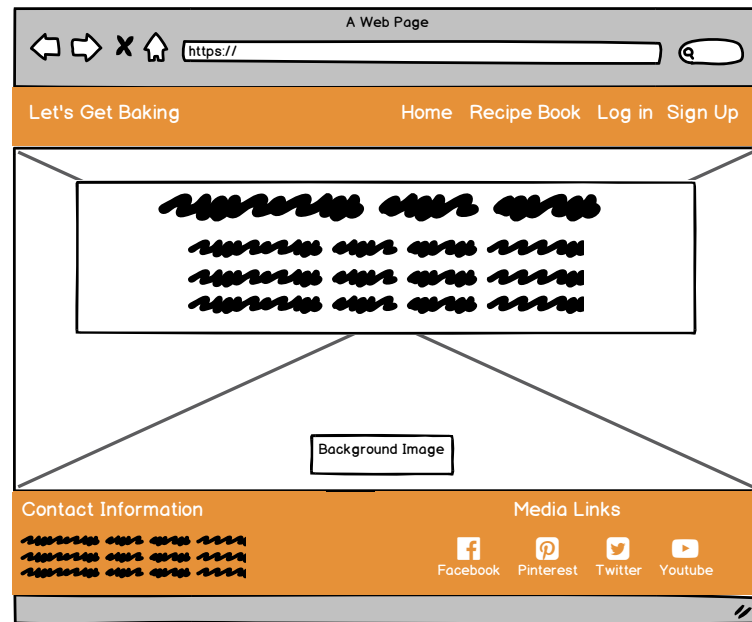 A Web Page
https://
Let's Get Baking
Home Recipe Book Log in Sign Up
Background Image
Contact Information
Media Links
Facebook Pinterest Twitter Youtube